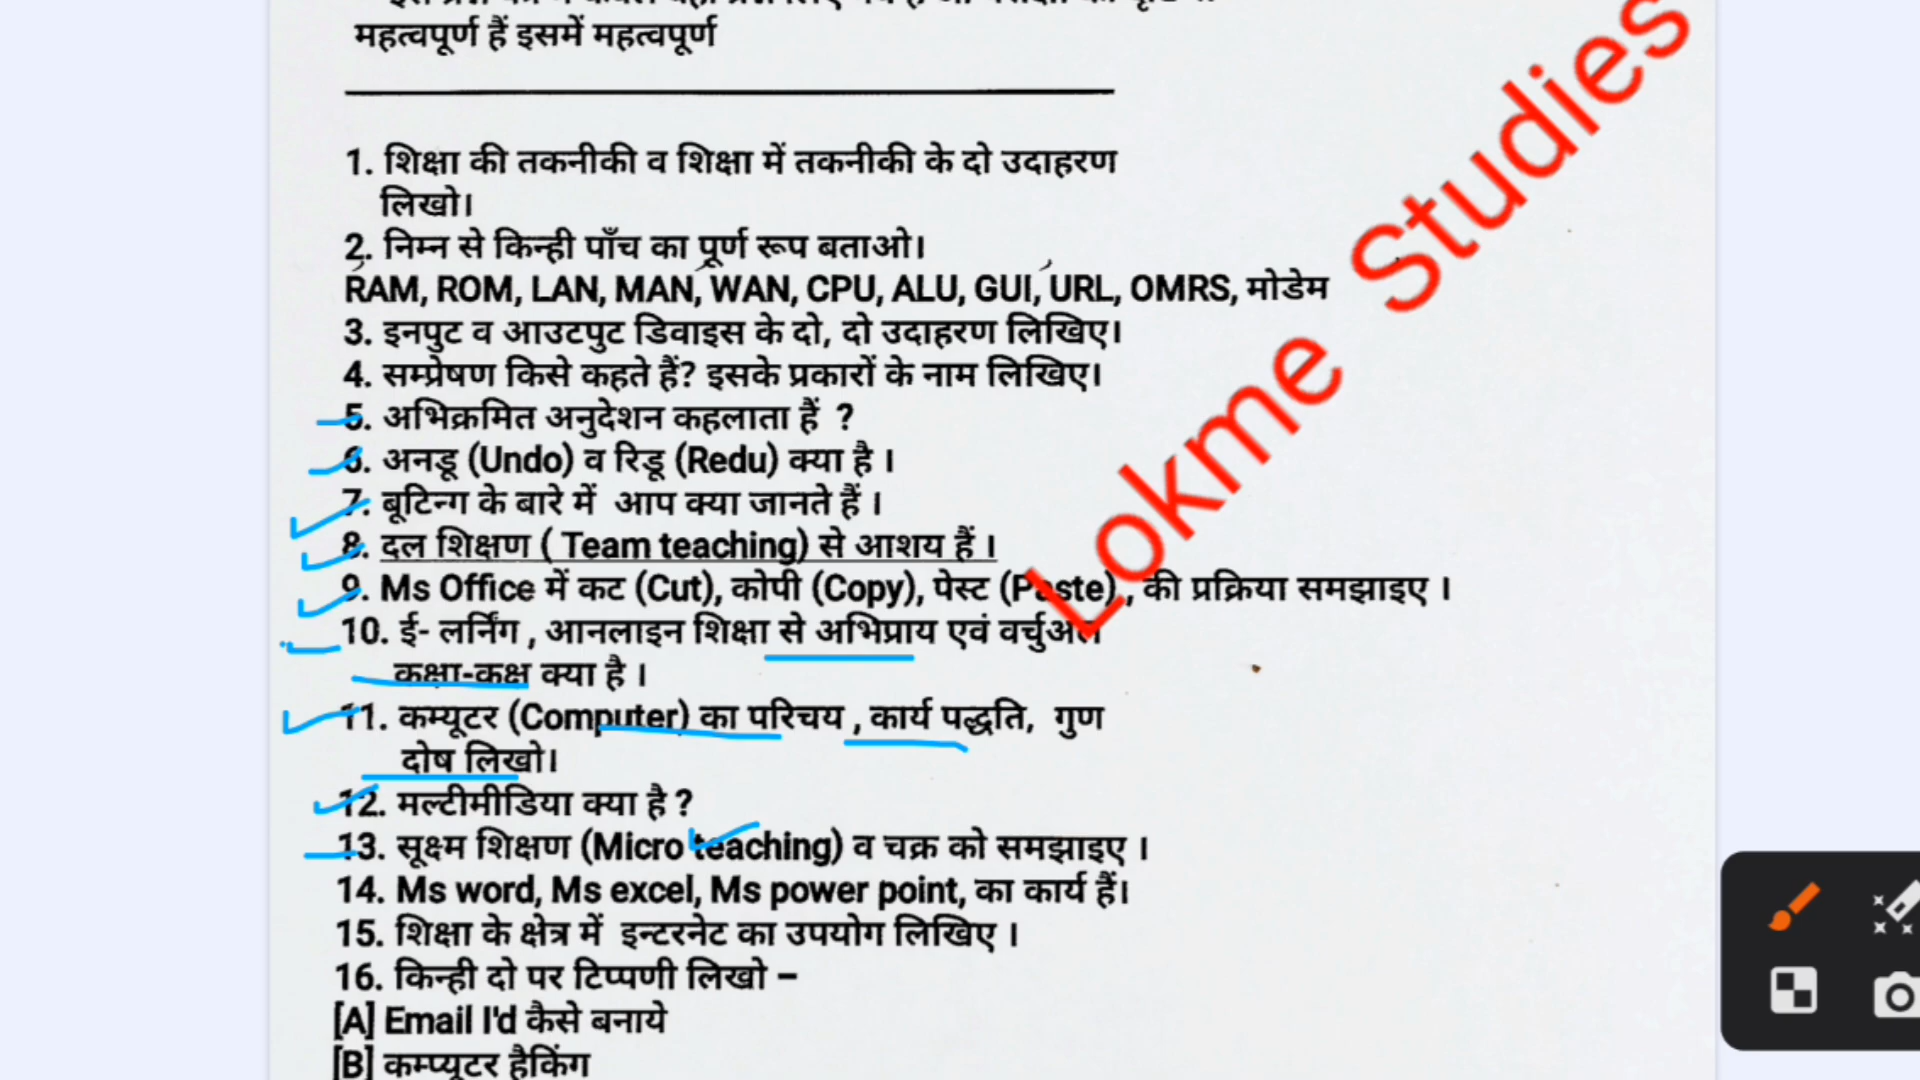 महत्वपूर्ण हैं इसमें महत्वपूर्ण
1. शिक्षा की तकनीकी व शिक्षा में तकनीकी के दो उदाहरण
लिखो।
2. निम्न से किन्ही पाँच का पूर्ण रूप बताओ।
RAM, ROM, LAN, MAN, WAN, CPU, ALU, GUI, URL, OMRS, मोडेम
3. इनपुट व आउटपुट डिवाइस के दो, दो उदाहरण लिखिए।
4. सम्प्रेषण किसे कहते हैं? इसके प्रकारों के नाम लिखिए।
5. अभिक्रमित अनुदेशन कहलाता हैं ?
6. अनडू (Undo) व रिडू (Redu) क्या है ।
7. बूटिन्ग के बारे में आप क्या जानते हैं ।
8. दल शिक्षण ( Team teaching) से आशय हैं ।
9. Ms Office में कट (Cut), कोपी (Copy), पेस्ट (Paste) , की प्रक्रिया समझाइए ।
10. ई- लर्निंग , आनलाइन शिक्षा से अभिप्राय एवं वर्चुअल
कक्षा-कक्ष क्या है ।
11. कम्यूटर (Computer) का परिचय , कार्य पद्धति, गुण
दोष लिखो।
12. मल्टीमीडिया क्या है ?
13. सूक्ष्म शिक्षण (Micro teaching) व चक्र को समझाइए ।
14. Ms word, Ms excel, Ms power point, का कार्य हैं।
15. शिक्षा के क्षेत्र में इन्टरनेट का उपयोग लिखिए ।
16. किन्ही दो पर टिप्पणी लिखो –
[A] Email I'd कैसे बनाये
[B] कम्प्यूटर हैकिंग
Lokme Studies